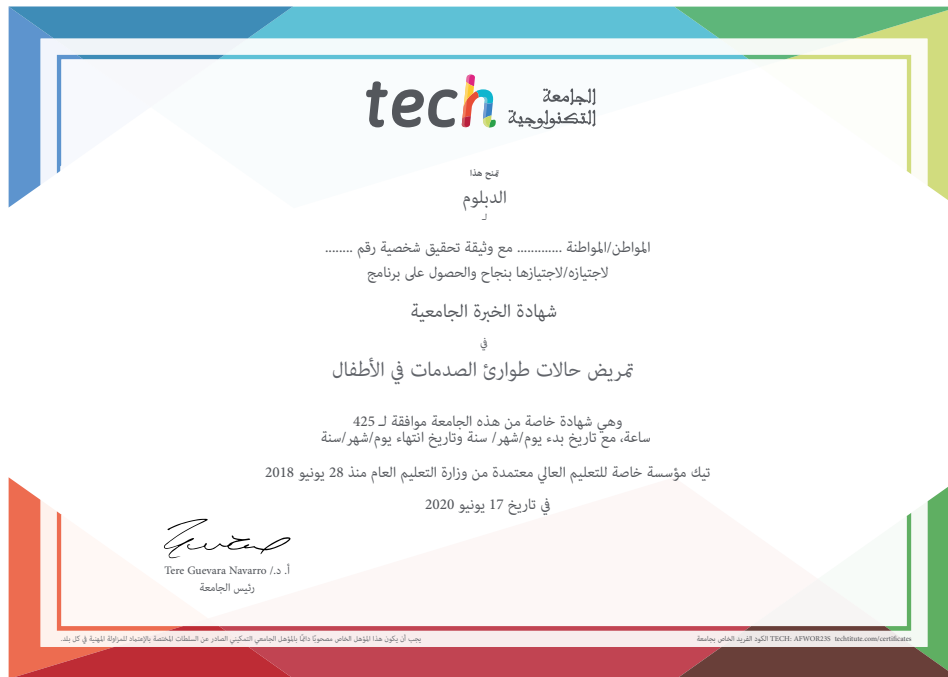 tech الجامعة
التكنولوجية
تمنح هذا
الدبلوم
لـ
المواطن/المواطنة ............ مع وثيقة تحقيق شخصية رقم ........
لاجتيازه/لاجتيازها بنجاح والحصول على برنامج
شهادة الخبرة الجامعية
في
تمريض حالات طوارئ الصدمات في الأطفال
وهي شهادة خاصة من هذه الجامعة موافقة لـ 425
ساعة، مع تاريخ بدء يوم/شهر/ سنة وتاريخ انتهاء يوم/شهر/سنة
تيك مؤسسة خاصة للتعليم العالي معتمدة من وزارة التعليم العام منذ 28 يونيو 2018
في تاريخ 17 يونيو 2020
أ. د./ Tere Guevara Navarro
رئيس الجامعة
يجب أن يكون هذا المؤهل الخاص مصحوبًا دائمًا بالمؤهل الجامعي التمكيني الصادر عن السلطات المختصة بالإعتماد للمزاولة المهنية في كل بلد.
الكود الفريد الخاص بجامعة TECH: AFWOR23S techtitute.com/certificates